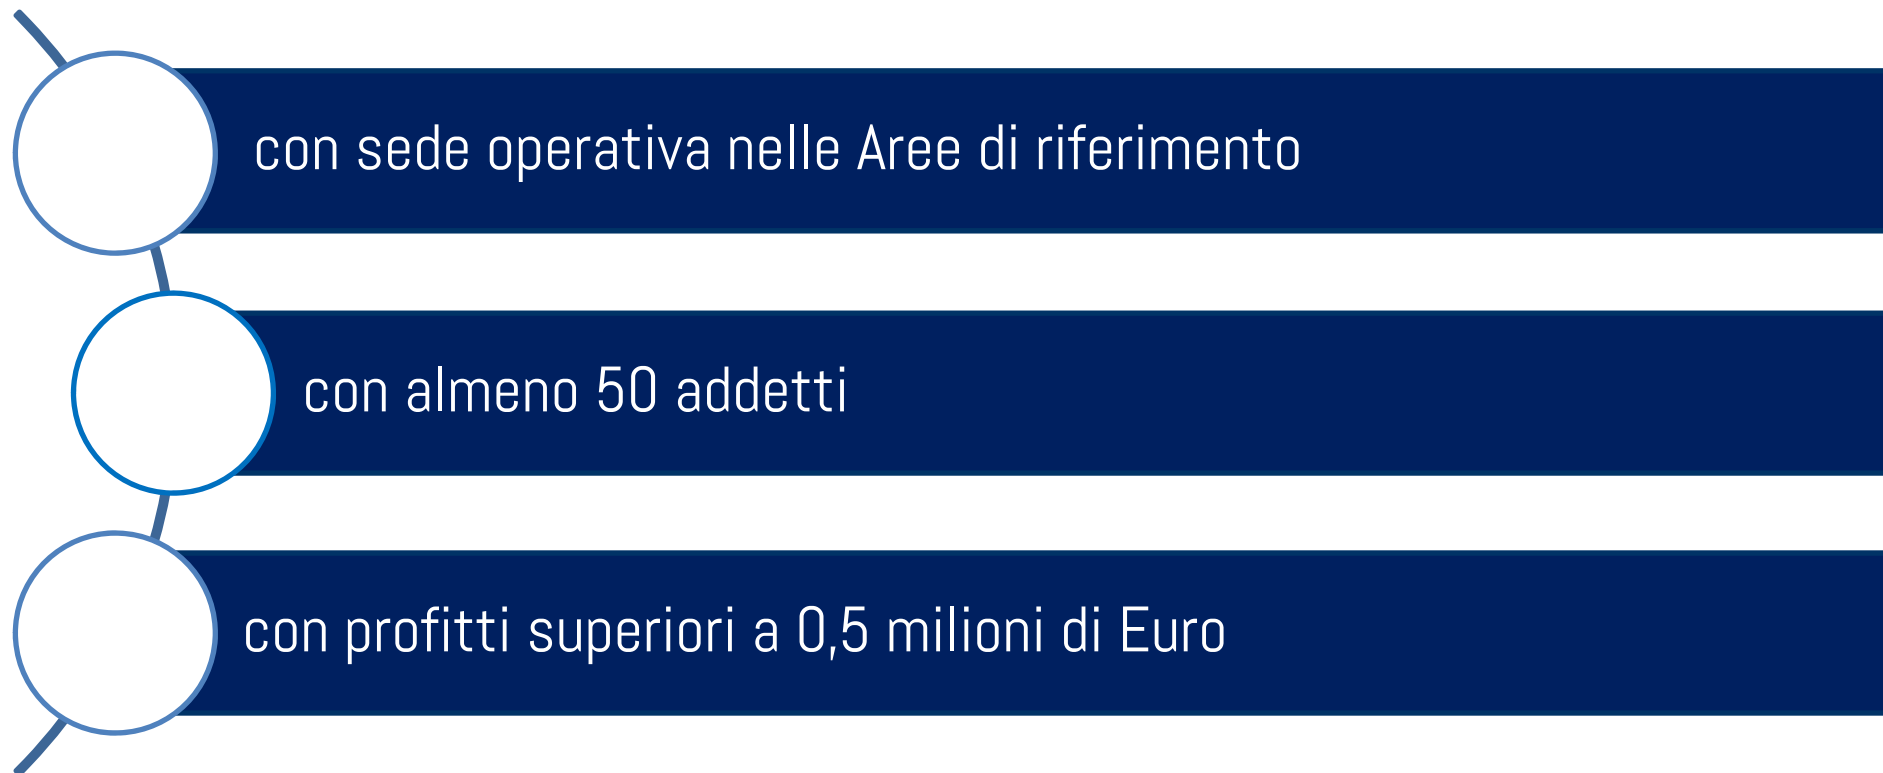 con sede operativa nelle Aree di riferimento
con almeno 50 addetti
con profitti superiori a 0,5 milioni di Euro